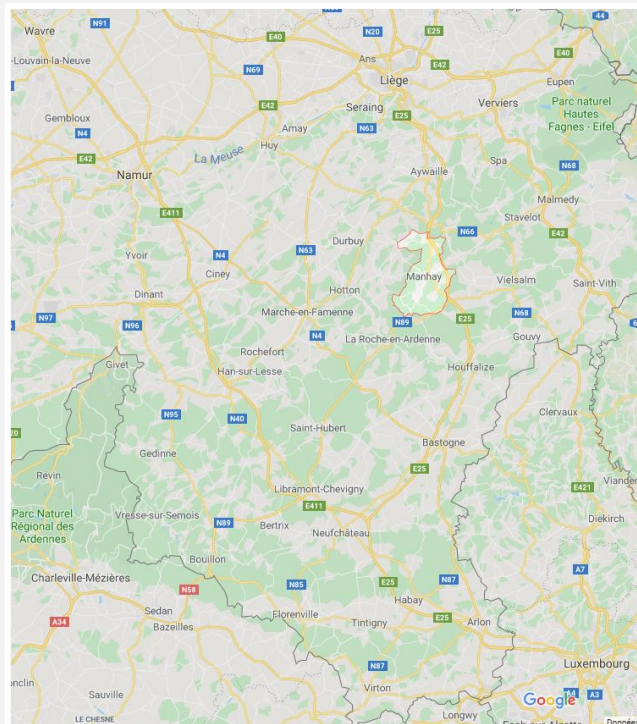 N91
N20
E25
44
Wavre
E40
E40
-Louvain-la-Neuve
Ans
E42
N69
Liège
Eupen
Seraing
Verviers
Parc naturel
Hautes
Fagnes - Eifel
Gembloux
E42
E25
N4
Amay
N63
Huy
La Meuse
Spa
E42
Aywaille
N68
Namur
Malmedy
E411
Stavelot
N66
E42
Durbuy
Yvoir
N4
N63
Ciney
Manhay
Vielsalm
Saint-Vith
Hotton
Dinant
Marche-en-Famenne
N97
N96
N89
E25
N68
N4
La Roche-en-Ardenne
Gouvy
Rochefort
Givet
Han-sur-Lesse
Houffalize
N95
N40
Clervaux
20
Saint-Hubert
Gedinne
Bastogne
E25
Revin
Vianden
Libramont-Chevigny
E421
Parc Naturel
Régional des
Ardennes
Vresse-sur-Semois
E411
N89
Bertrix
Diekirch
Neufchâteau
Bouillon
A7
Charleville-Mézières
N58
N85
E25
N87
Sedan
Florenville
Habay
A34
Bazeilles
Tintigny
E25
Arlon
N87
Luxembourg
Virton
Google
A4
A3
Sauville
Longwy
LE CHESNE